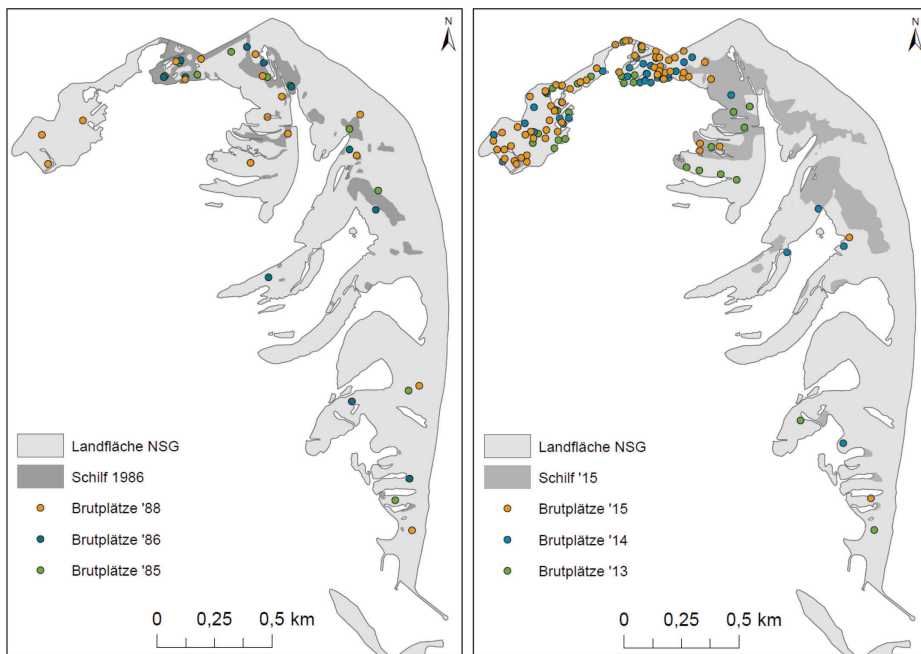 N
Landfläche NSG
Schilf 1986
Brutplätze '88
Brutplätze '86
Brutplätze '85
0 0,25 0,5 km
N
Landfläche NSG
Schilf '15
Brutplätze '15
Brutplätze '14
Brutplätze '13
0 0,25 0,5 km